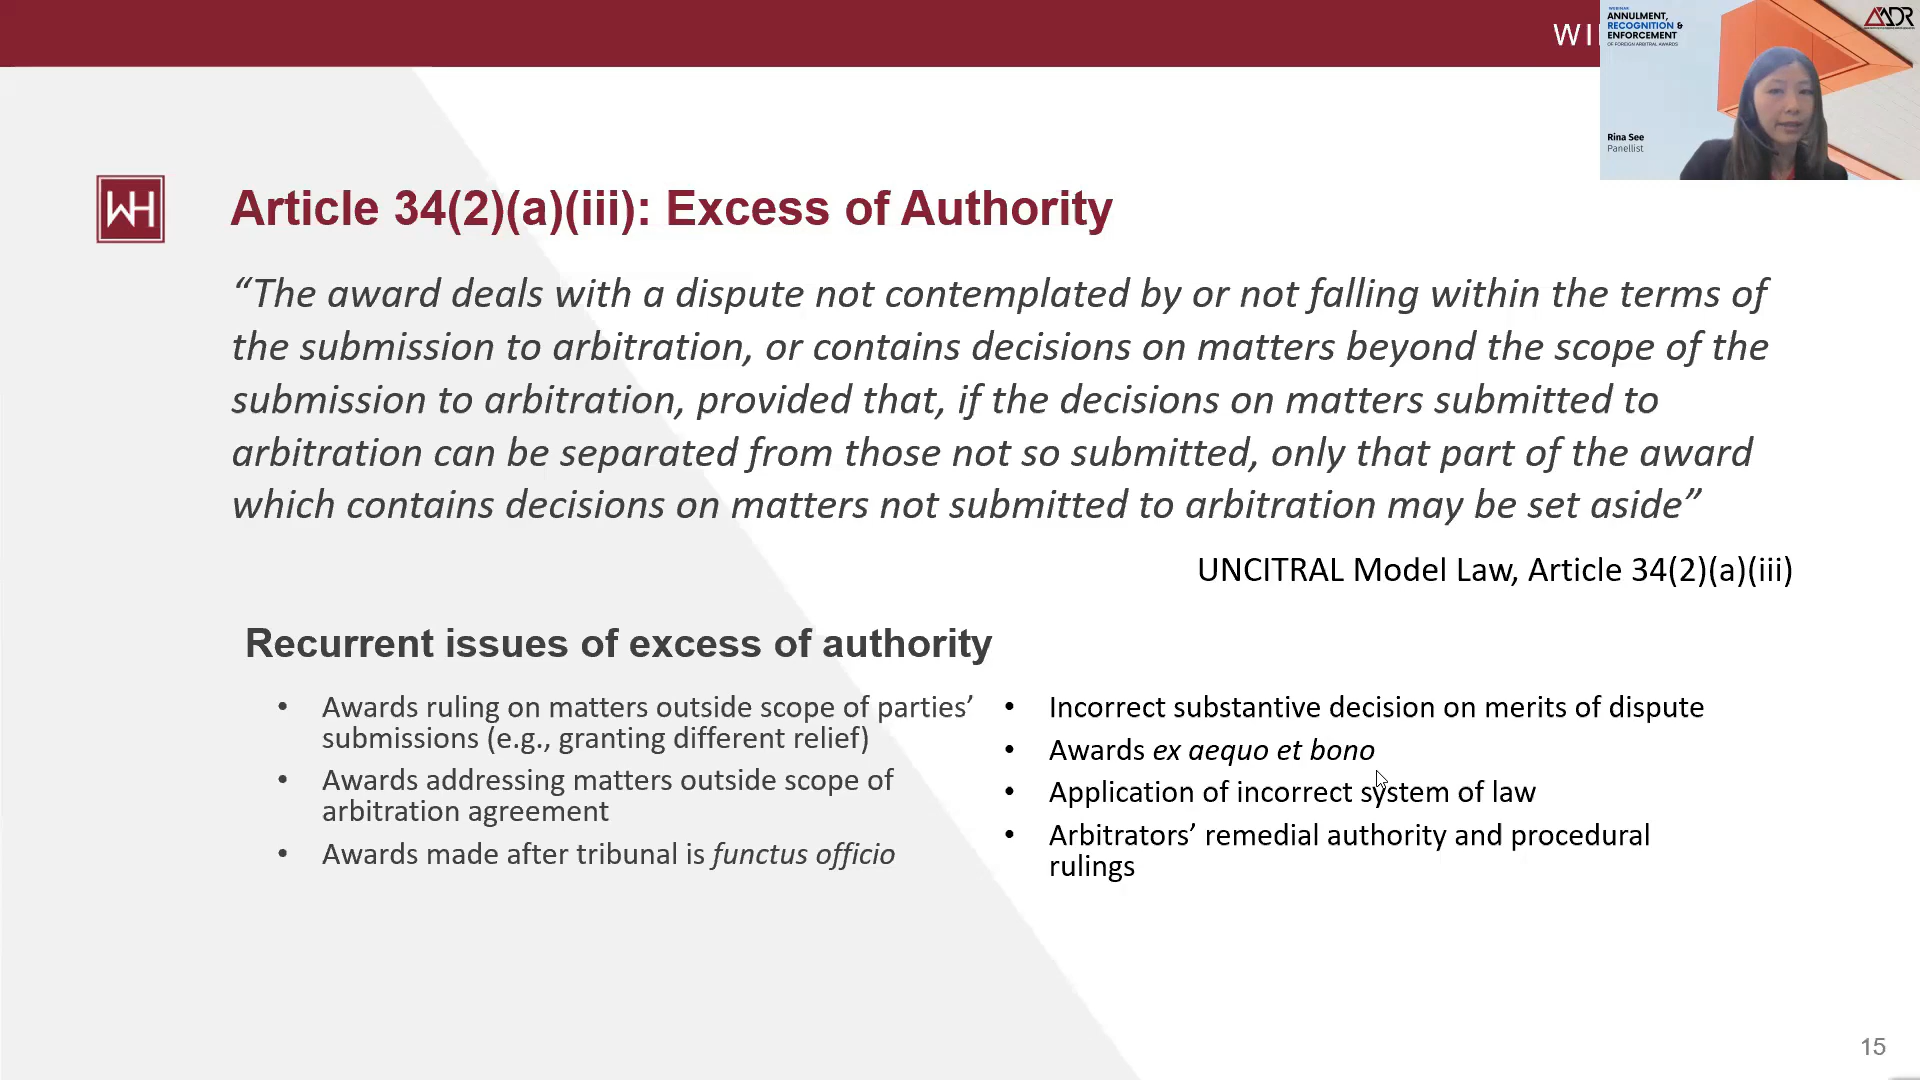 WI
WEBINAR
ANNULMENT,
RECOGNITION &
ENFORCEMENT
OF FOREIGN ARBITRAL AWARDS
AADR
Rina See
Panellist
WH
Article 34(2)(a)(iii): Excess of Authority
“The award deals with a dispute not contemplated by or not falling within the terms of
the submission to arbitration, or contains decisions on matters beyond the scope of the
submission to arbitration, provided that, if the decisions on matters submitted to
arbitration can be separated from those not so submitted, only that part of the award
which contains decisions on matters not submitted to arbitration may be set aside”
UNCITRAL Model Law, Article 34(2)(a)(iii)
Recurrent issues of excess of authority
• Awards ruling on matters outside scope of parties’
submissions (e.g., granting different relief)
• Awards addressing matters outside scope of
arbitration agreement
• Awards made after tribunal is functus officio
• Incorrect substantive decision on merits of dispute
• Awards ex aequo et bono
• Application of incorrect system of law
• Arbitrators’ remedial authority and procedural
rulings
15